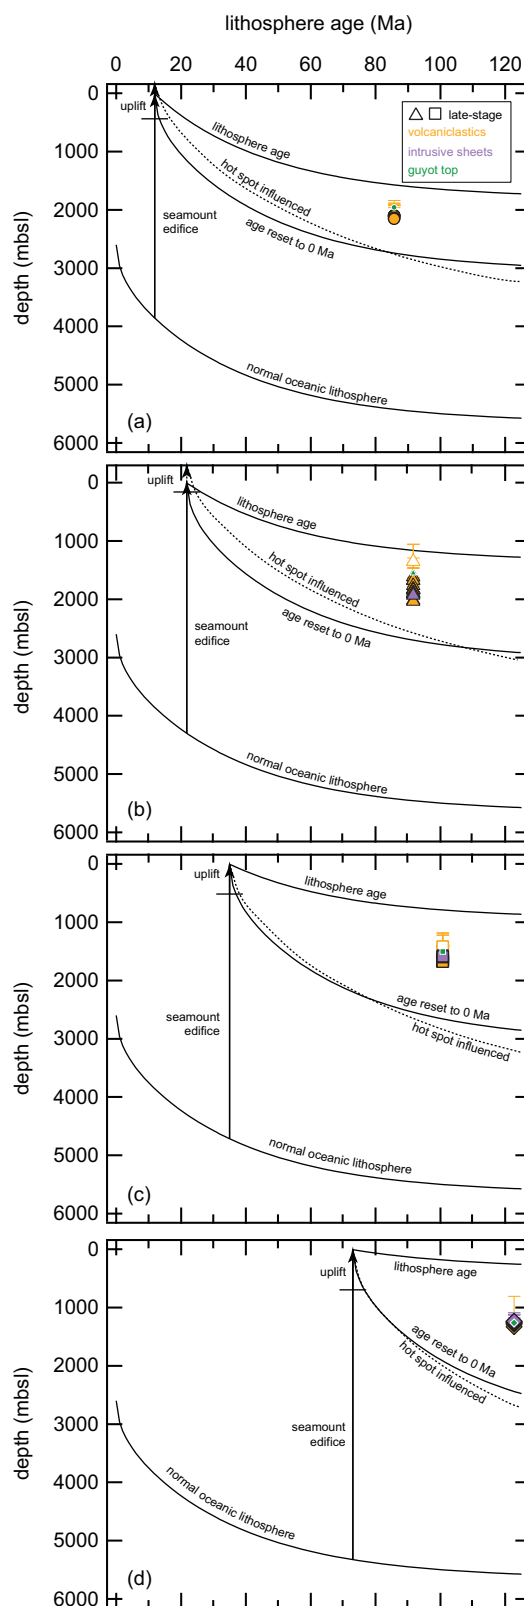 lithosphere age (Ma)
0 20 40 60 80 100 120
0
1000
2000
3000
4000
5000
6000
depth (mbsl)
uplift
late-stage
volcaniclastics
intrusive sheets
guyot top
lithosphere age
hot spot influenced
age reset to 0 Ma
seamount
edifice
normal oceanic lithosphere
(a)
0
1000
2000
3000
4000
5000
6000
depth (mbsl)
uplift
lithosphere age
hot spot influenced
age reset to 0 Ma
seamount
edifice
normal oceanic lithosphere
(b)
0
1000
2000
3000
4000
5000
6000
depth (mbsl)
uplift
lithosphere age
age reset to 0 Ma
hot spot influenced
seamount
edifice
normal oceanic lithosphere
(c)
0
1000
2000
3000
4000
5000
6000
depth (mbsl)
uplift
lithosphere age
age reset to 0 Ma
hot spot influenced
seamount
edifice
normal oceanic lithosphere
(d)